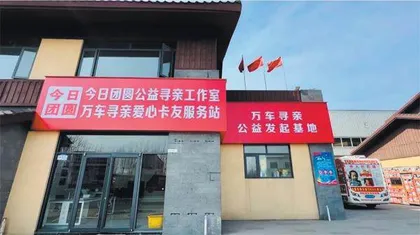 今日
团圆
今日团圆公益寻亲工作室
万车寻亲爱心卡友服务站
万车寻亲
公益发起基地